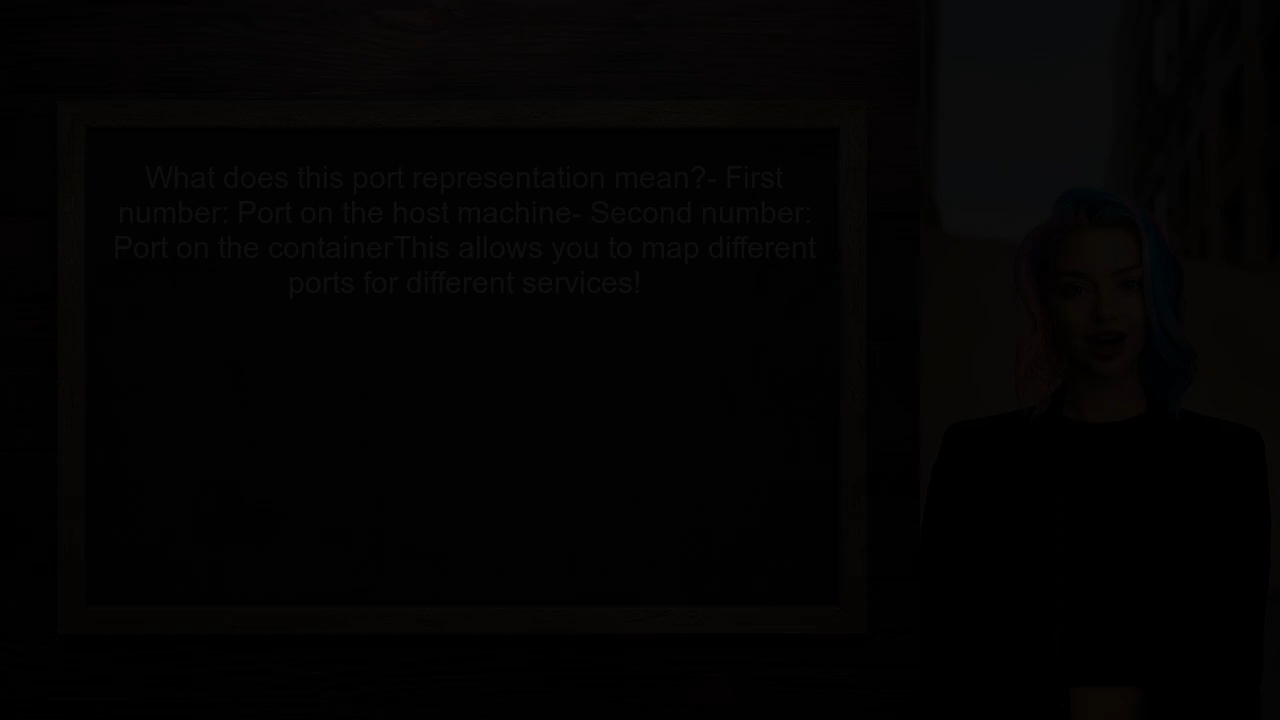 What does this port representation mean?- First
number: Port on the host machine- Second number:
Port on the containerThis allows you to map different
ports for different services!